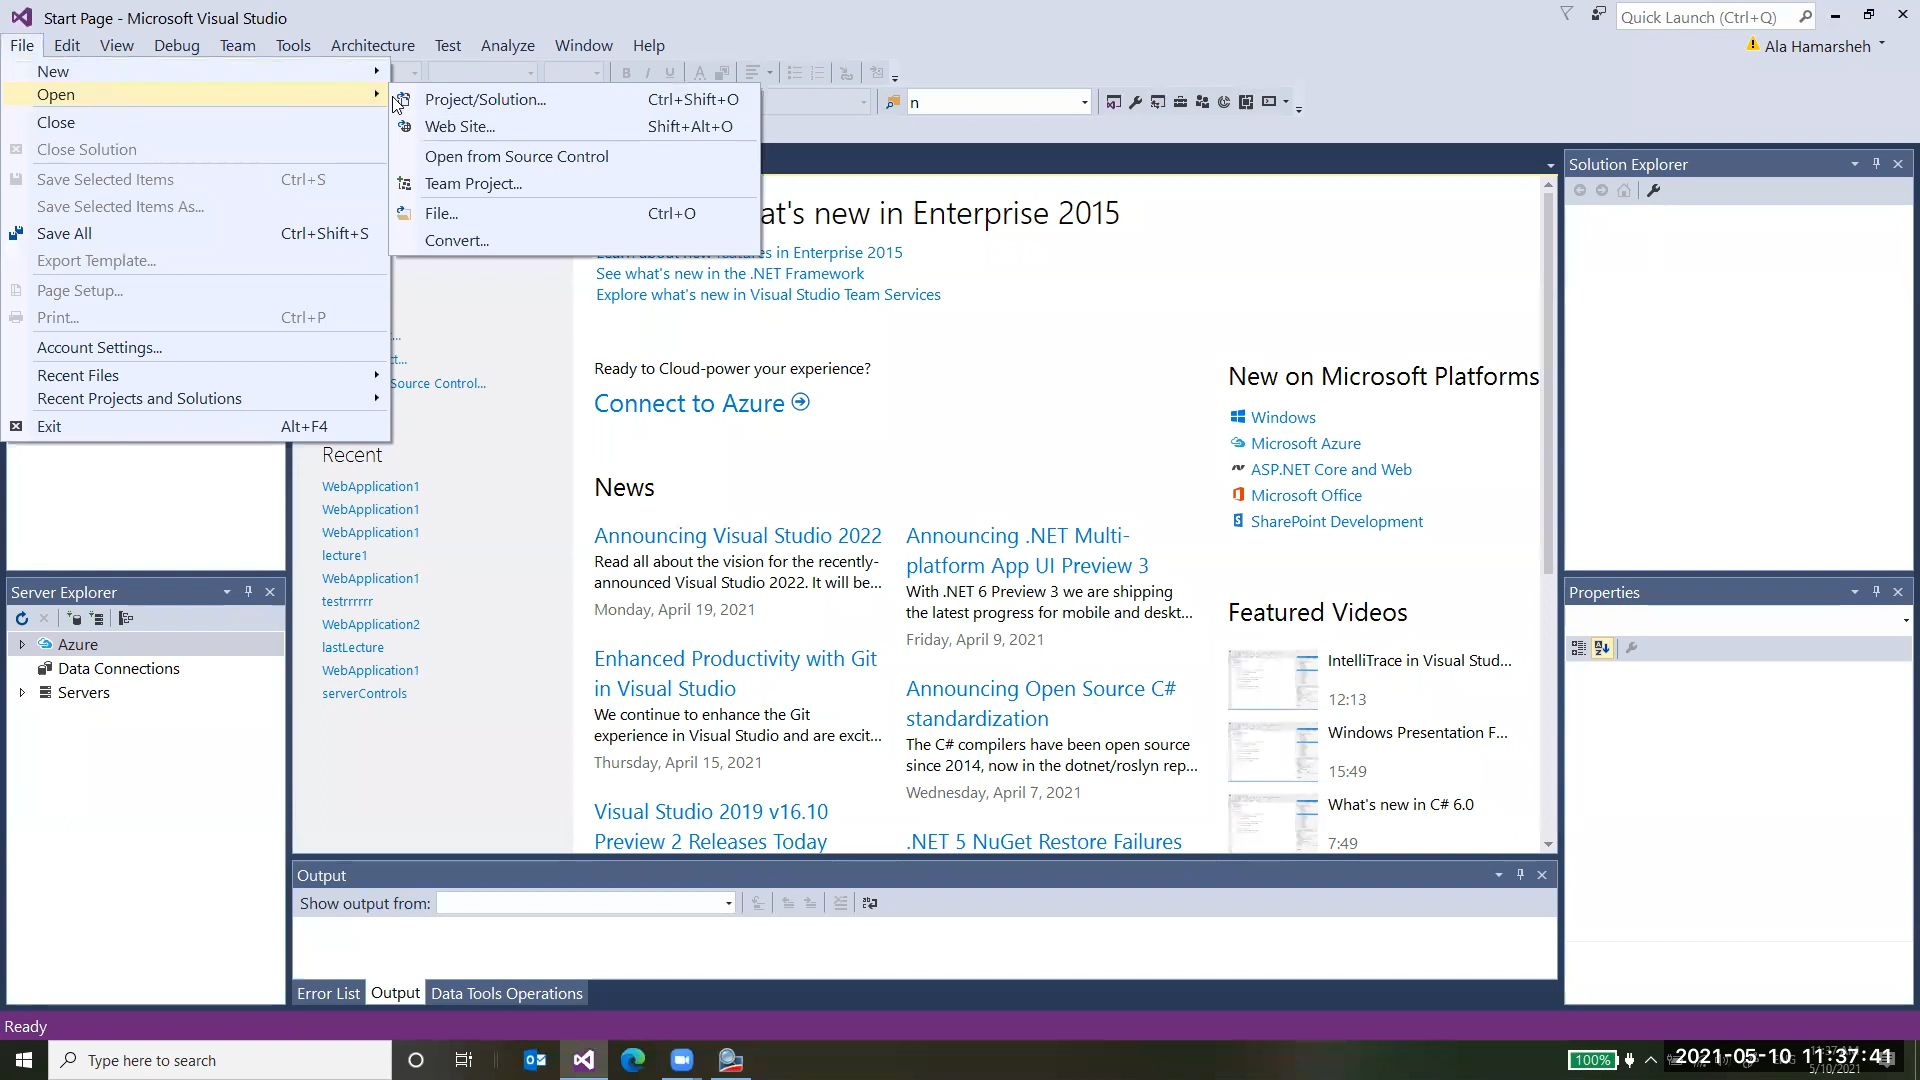 Start Page - Microsoft Visual Studio
Quick Launch (Ctrl+Q)
File Edit View Debug Team Tools Architecture Test Analyze Window Help
Ala Hamarsheh
New
Open
Close
Close Solution
Save Selected Items Ctrl+S
Save Selected Items As...
Save All Ctrl+Shift+S
Export Template...
Page Setup...
Print... Ctrl+P
Account Settings...
Recent Files
Recent Projects and Solutions
Exit Alt+F4
Project/Solution... Ctrl+Shift+O
Web Site... Shift+Alt+O
Open from Source Control
Team Project...
File... Ctrl+O
Convert...
n
at's new in Enterprise 2015
Learn about new features in Enterprise 2015
See what's new in the .NET Framework
Explore what's new in Visual Studio Team Services
Source Control...
Ready to Cloud-power your experience?
Connect to Azure
Recent
WebApplication1
WebApplication1
WebApplication1
lecture1
WebApplication1
testrrrrrr
WebApplication2
lastLecture
WebApplication1
serverControls
News
Announcing Visual Studio 2022
Read all about the vision for the recently-
announced Visual Studio 2022. It will be...
Monday, April 19, 2021
Enhanced Productivity with Git
in Visual Studio
We continue to enhance the Git
experience in Visual Studio and are excit...
Thursday, April 15, 2021
Visual Studio 2019 v16.10
Preview 2 Releases Today
Announcing .NET Multi-
platform App UI Preview 3
With .NET 6 Preview 3 we are shipping
the latest progress for mobile and deskt...
Friday, April 9, 2021
Announcing Open Source C#
standardization
The C# compilers have been open source
since 2014, now in the dotnet/roslyn rep...
Wednesday, April 7, 2021
.NET 5 NuGet Restore Failures
New on Microsoft Platforms
Windows
Microsoft Azure
ASP.NET Core and Web
Microsoft Office
SharePoint Development
Featured Videos
IntelliTrace in Visual Stud...
12:13
Windows Presentation F...
15:49
What's new in C# 6.0
7:49
Solution Explorer
Properties
Server Explorer
Azure
Data Connections
Servers
Output
Show output from:
Error List Output Data Tools Operations
Ready
Type here to search
100%
2021-05-10 11:37:41
5/10/2021